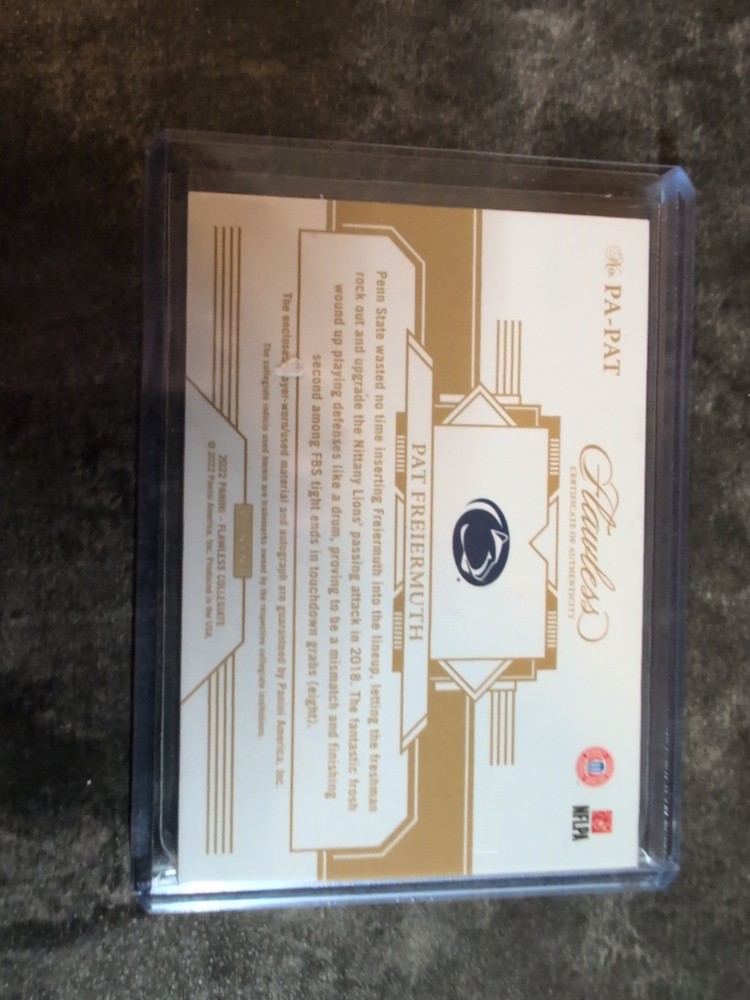 No. PA-PAT
Flawless
CERTIFICATE OF AUTHENTICITY
NFLPA
PAT FREIERMUTH
Penn State wasted no time inserting Freiermuth into the lineup, letting the freshman
rock out and upgrade the Nittany Lions' passing attack in 2018. The fantastic frosh
wound up playing defenses like a drum, proving to be a mismatch and finishing
second among FBS tight ends in touchdown grabs (eight).
The enclosed player-worn/used material and autograph are guaranteed by Panini America, Inc.
The collegiate indicia used herein are trademarks owned by the respective collegiate institution.
PANINI
2022 PANINI – FLAWLESS COLLEGIATE
© 2022 Panini America, Inc. Produced in the USA.